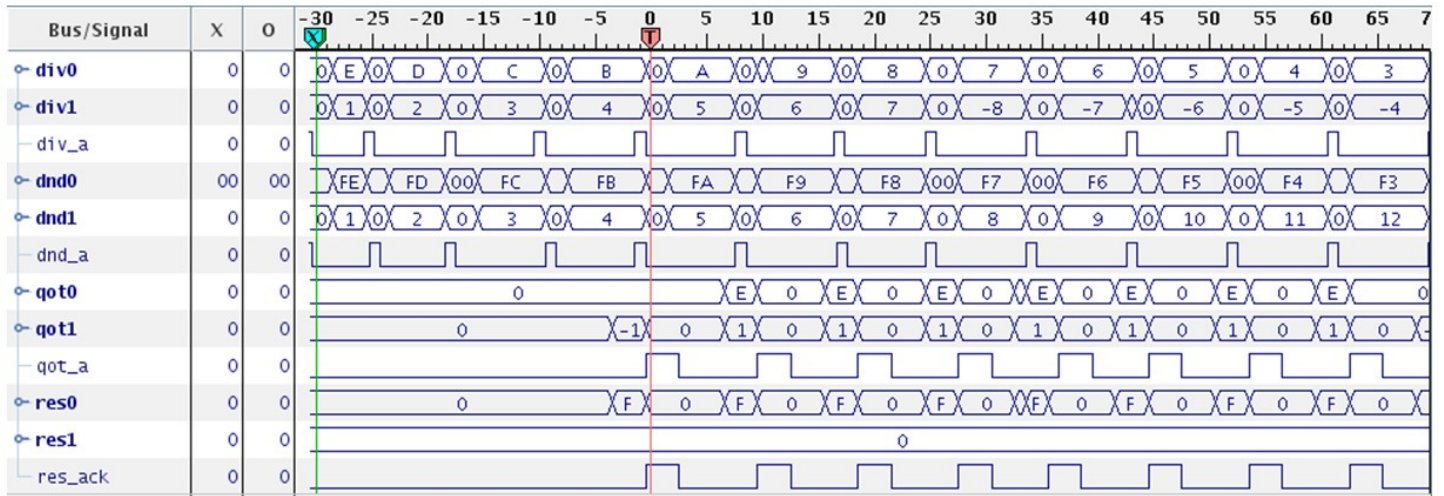 Bus/Signal X O -30 -25 -20 -15 -10 -5 0 5 10 15 20 25 30 35 40 45 50 55 60 65 7
X T
div0 0 0 0 E 0 D 0 C 0 B 0 A 0 9 0 8 0 7 0 6 0 5 0 4 0 3
div1 0 0 0 1 0 2 0 3 0 4 0 5 0 6 0 7 0 -8 0 -7 0 -6 0 -5 0 -4
div_a 0 0
dnd0 00 00 FE FD 00 FC FB FA F9 F8 00 F7 00 F6 F5 00 F4 F3
dnd1 0 0 0 1 0 2 0 3 0 4 0 5 0 6 0 7 0 8 0 9 0 10 0 11 0 12
dnd_a 0 0
qot0 0 0 0 E 0 E 0 E 0 E 0 E 0 E 0 E 0
qot1 0 0 0 -1 0 1 0 1 0 1 0 1 0 1 0 1 0 1 0 -
qot_a 0 0
res0 0 0 0 F 0 F 0 F 0 F 0 F 0 F 0 F 0 F 0
res1 0 0 0
res_ack 0 0